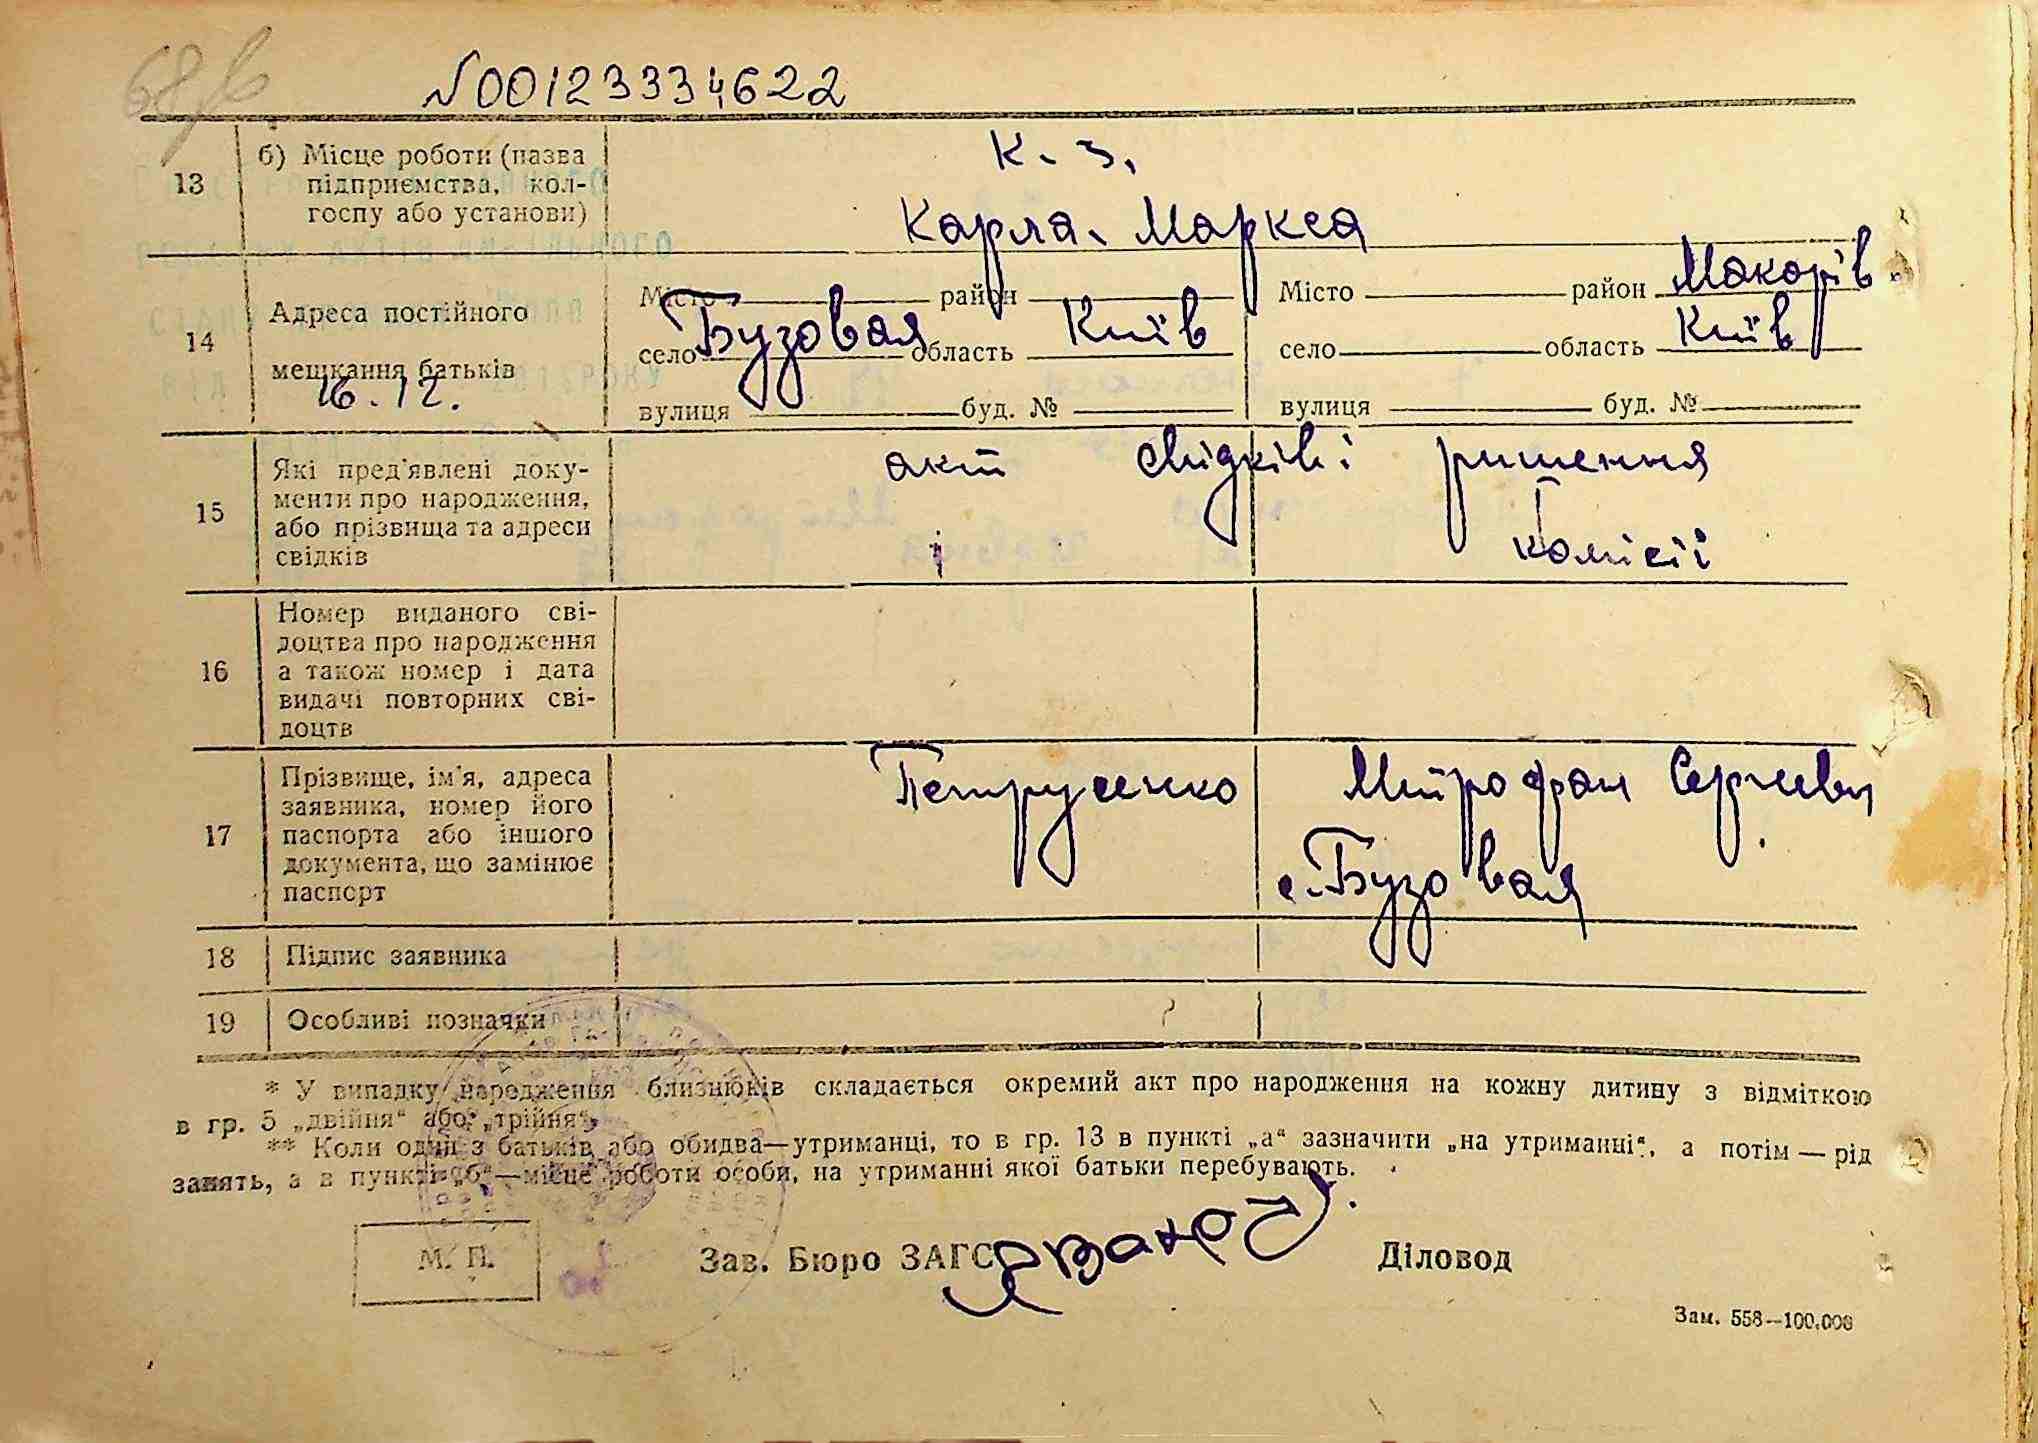 №00123334622
13 б) Місце роботи (назва підприємства, кол-
госпу або установи)
к. з.
Карла Маркса
14 Адреса постійного
мешкання батьків
16.12.
Місто район Місто район Макарів
село Бузовая область Київ село область Київ
вулиця буд. № вулиця буд. №
15 Які пред'явлені доку-
менти про народження,
або прізвища та адреси
свідків
акт свідків і ришення
і комісії
16 Номер виданого сві-
доцтва про народження
а також номер і дата
видачі повторних сві-
доцтв
17 Прізвище, ім'я, адреса
заявника, номер його
паспорта або іншого
документа, що замінює
паспорт
Петрусенко Митрофан
с. Бузовая
18 Підпис заявника
19 Особливі позначки
* У випадку народження близнюків складається окремий акт про народження на кожну дитину з відміткою
в гр. 5 „двійня“ або „трійня“.
** Коли один з батьків або обидва—утриманці, то в гр. 13 в пункті „а“ зазначити „на утриманні“, а потім — рід
занять, а в пункті „б“—місце роботи особи, на утриманні якої батьки перебувають.
М. П.
Зав. Бюро ЗАГС Діловод
Зам. 558—100.000